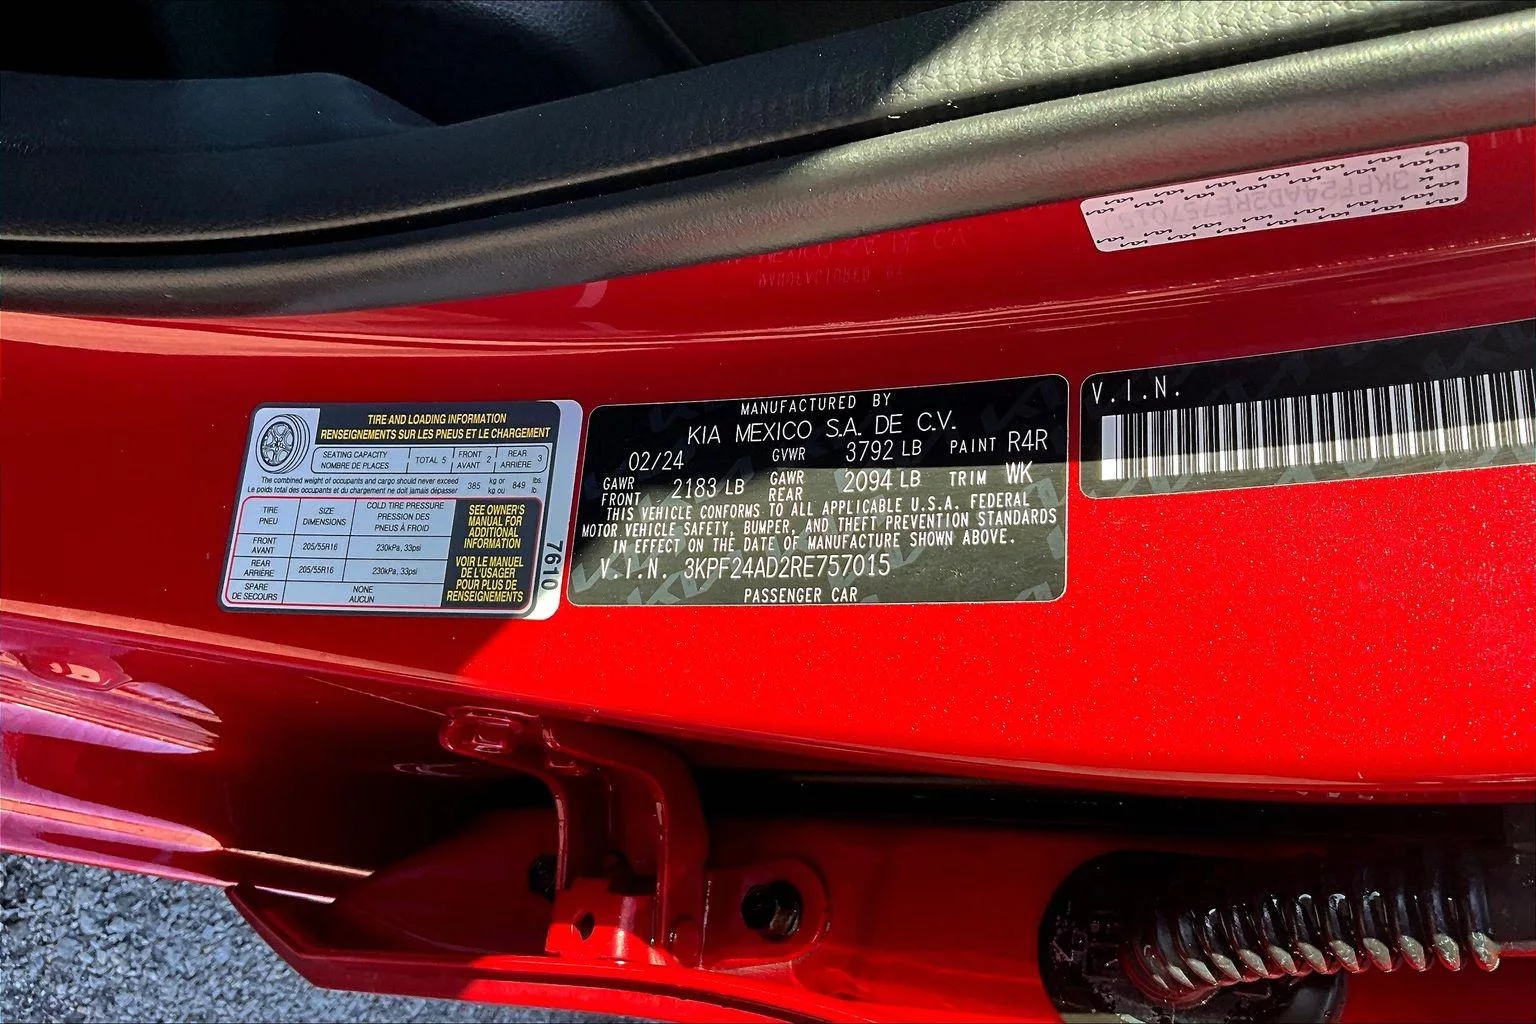 TIRE AND LOADING INFORMATION
RENSEIGNEMENTS SUR LES PNEUS ET LE CHARGEMENT
SEATING CAPACITY
NOMBRE DE PLACES
TOTAL 5
FRONT
AVANT 2
REAR
ARRIÈRE 3
The combined weight of occupants and cargo should never exceed 385 kg or 849 lbs.
Le poids total des occupants et du chargement ne doit jamais dépasser kg ou lb.
TIRE
PNEU
SIZE
DIMENSIONS
COLD TIRE PRESSURE
PRESSION DES
PNEUS À FROID
FRONT
AVANT
205/55R16
230kPa, 33psi
REAR
ARRIÈRE
205/55R16
230kPa, 33psi
SPARE
DE SECOURS
NONE
AUCUN
SEE OWNER'S
MANUAL FOR
ADDITIONAL
INFORMATION
VOIR LE MANUEL
DE L'USAGER
POUR PLUS DE
RENSEIGNEMENTS
7610
MANUFACTURED BY
KIA MEXICO S.A. DE C.V.
02/24 GVWR 3792 LB PAINT R4R
GAWR FRONT 2183 LB GAWR REAR 2094 LB TRIM WK
THIS VEHICLE CONFORMS TO ALL APPLICABLE U.S.A. FEDERAL
MOTOR VEHICLE SAFETY, BUMPER, AND THEFT PREVENTION STANDARDS
IN EFFECT ON THE DATE OF MANUFACTURE SHOWN ABOVE.
V.I.N. 3KPF24AD2RE757015
PASSENGER CAR
V.I.N.
3KPF24AD2RE757015